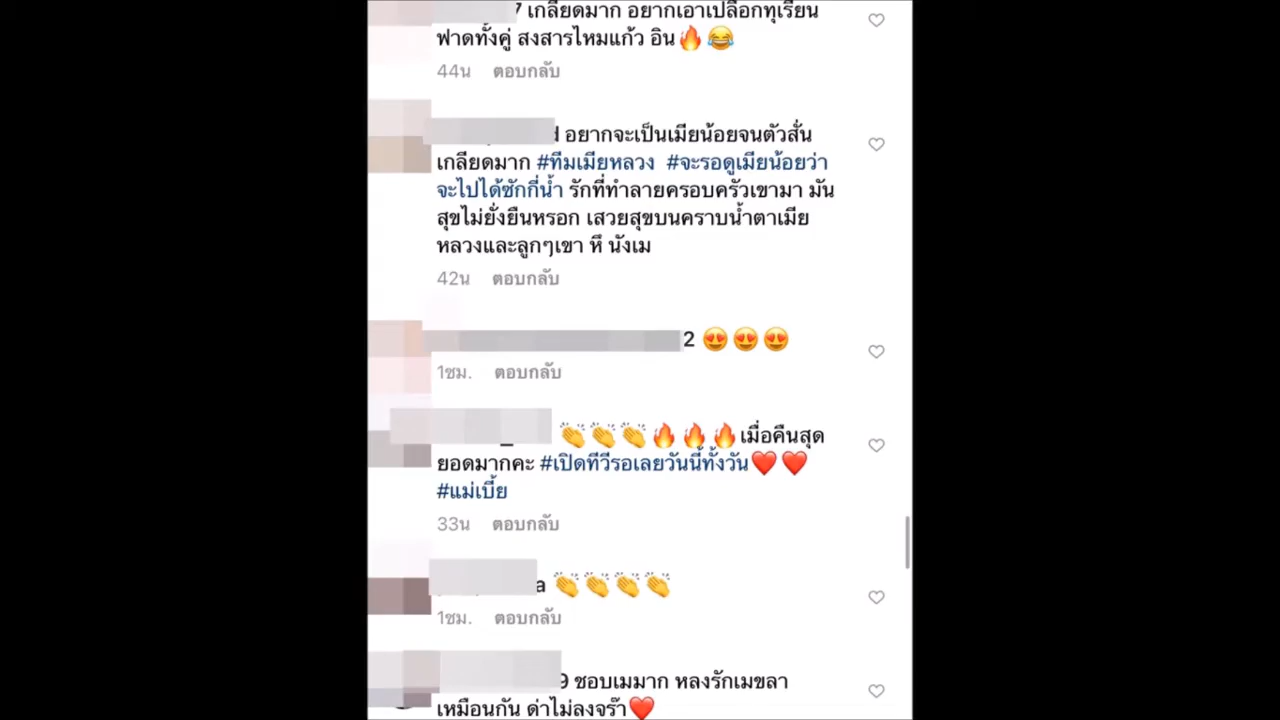 7 เกลียดมาก อยากเอาเปลือกทุเรียน
ฟาดทั้งคู่ สงสารไหมแก้ว อิน🔥😂
44น ตอบกลับ
d อยากจะเป็นเมียน้อยจนตัวสั่น
เกลียดมาก #ทีมเมียหลวง #จะรอดูเมียน้อยว่า
จะไปได้ซักกี่น้ำ รักที่ทำลายครอบครัวเขามา มัน
สุขไม่ยั่งยืนหรอก เสวยสุขบนคราบน้ำตาเมีย
หลวงและลูกๆเขา หึ นังเม
42น ตอบกลับ
2 😍😍😍
1ชม. ตอบกลับ
👏👏👏🔥🔥🔥เมื่อคืนสุด
ยอดมากคะ #เปิดทีวีรอเลยวันนี้ทั้งวัน❤️❤️
#แม่เบี้ย
33น ตอบกลับ
a 👏👏👏👏
1ชม. ตอบกลับ
9 ชอบเมมาก หลงรักเมขลา
เหมือนกัน ด่าไม่ลงจร๊า❤️